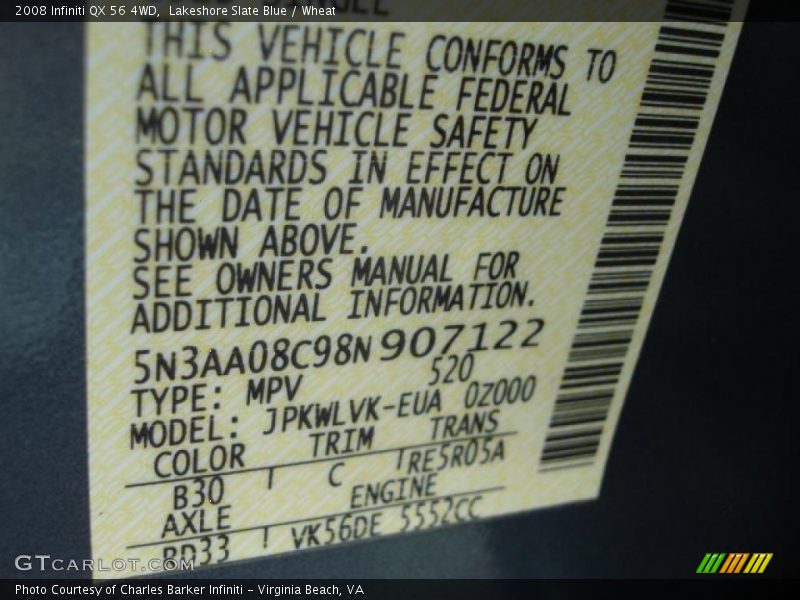 2008 Infiniti QX 56 4WD,  Lakeshore Slate Blue / Wheat
THIS VEHICLE CONFORMS TO
ALL APPLICABLE FEDERAL
MOTOR VEHICLE SAFETY
STANDARDS IN EFFECT ON
THE DATE OF MANUFACTURE
SHOWN ABOVE.
SEE OWNERS MANUAL FOR
ADDITIONAL INFORMATION.
5N3AA08C98N907122
TYPE: MPV 520
MODEL: JPKWLVK-EUA 0Z000
COLOR TRIM TRANS
B30 C RE5R05A
AXLE ENGINE
RD33 VK56DE 5552CC
GTCARLOT.COM
Photo Courtesy of Charles Barker Infiniti - Virginia Beach, VA